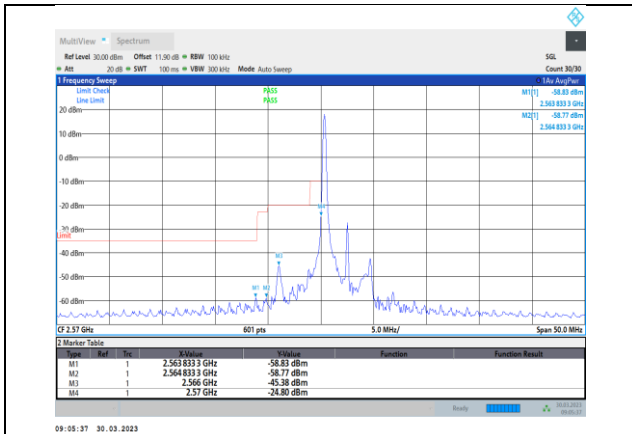 MultiView Spectrum
Ref Level 30.00 dBm Offset 11.90 dB RBW 100 kHz SGL
Att 20 dB SWT 100 ms VBW 300 kHz Mode Auto Sweep Count 30/30
1 Frequency Sweep 1Av AvgPwr
Limit Check PASS M1[1] -58.83 dBm
Line Limit PASS 2.563 833 3 GHz
M2[1] -58.77 dBm
20 dBm 2.564 833 3 GHz
10 dBm
0 dBm
-10 dBm
-20 dBm
M4
-30 dBm
Limit
-40 dBm
M3
-50 dBm
M1 M2
-60 dBm
CF 2.57 GHz 601 pts 5.0 MHz/ Span 50.0 MHz
2 Marker Table
Type Ref Trc X-Value Y-Value Function Function Result
M1 1 2.563 833 3 GHz -58.83 dBm
M2 1 2.564 833 3 GHz -58.77 dBm
M3 1 2.566 GHz -45.38 dBm
M4 1 2.57 GHz -24.80 dBm
Ready 30.03.2023
09:05:37
09:05:37 30.03.2023